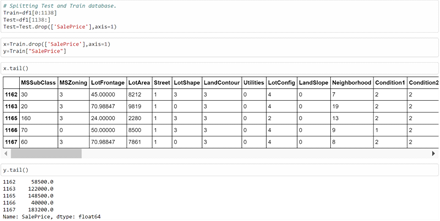 # Splitting Test and Train database.
Train=df1[0:1138]
Test=df1[1138:]
Test=Test.drop(['SalePrice'],axis=1)
x=Train.drop(['SalePrice'],axis=1)
y=Train["SalePrice"]
x.tail()
MSSubClass MSZoning LotFrontage LotArea Street LotShape LandContour Utilities LotConfig LandSlope Neighborhood Condition1 Condition2
1162 30 3 45.00000 8212 1 3 3 0 4 0 7 2 2
1163 20 3 70.98847 9819 1 0 3 0 4 0 19 2 2
1165 160 3 24.00000 2280 1 3 3 0 2 0 13 2 2
1166 70 0 50.00000 8500 1 3 3 0 4 0 9 1 2
1167 60 3 70.98847 7861 1 0 3 0 4 0 8 2 2
y.tail()
1162 58500.0
1163 122000.0
1165 148500.0
1166 40000.0
1167 183200.0
Name: SalePrice, dtype: float64